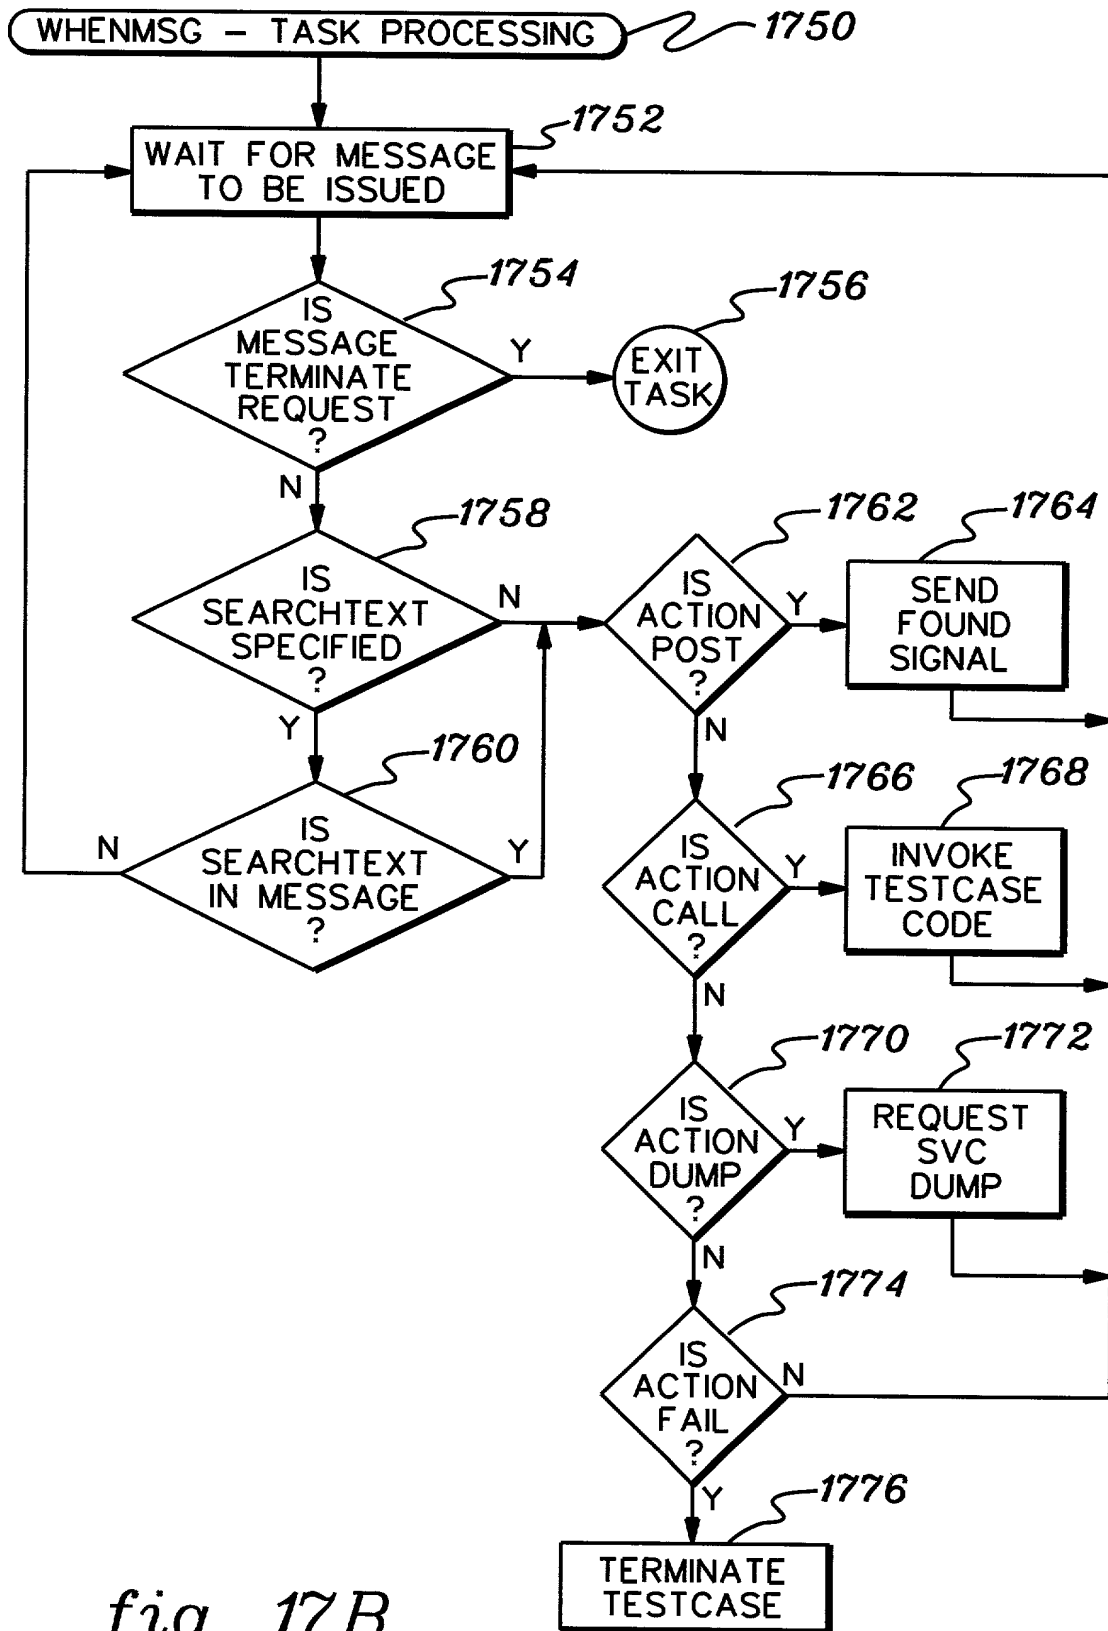 WHENMSG - TASK PROCESSING
1750
1752
WAIT FOR MESSAGE
TO BE ISSUED
1754
IS
MESSAGE
TERMINATE
REQUEST
?
Y
N
1756
EXIT
TASK
1758
IS
SEARCHTEXT
SPECIFIED
?
N
Y
1760
IS
SEARCHTEXT
IN MESSAGE
?
N
Y
1762
IS
ACTION
POST
?
Y
N
1764
SEND
FOUND
SIGNAL
1766
IS
ACTION
CALL
?
Y
N
1768
INVOKE
TESTCASE
CODE
1770
IS
ACTION
DUMP
?
Y
N
1772
REQUEST
SVC
DUMP
1774
IS
ACTION
FAIL
?
N
Y
1776
TERMINATE
TESTCASE
fig. 17B